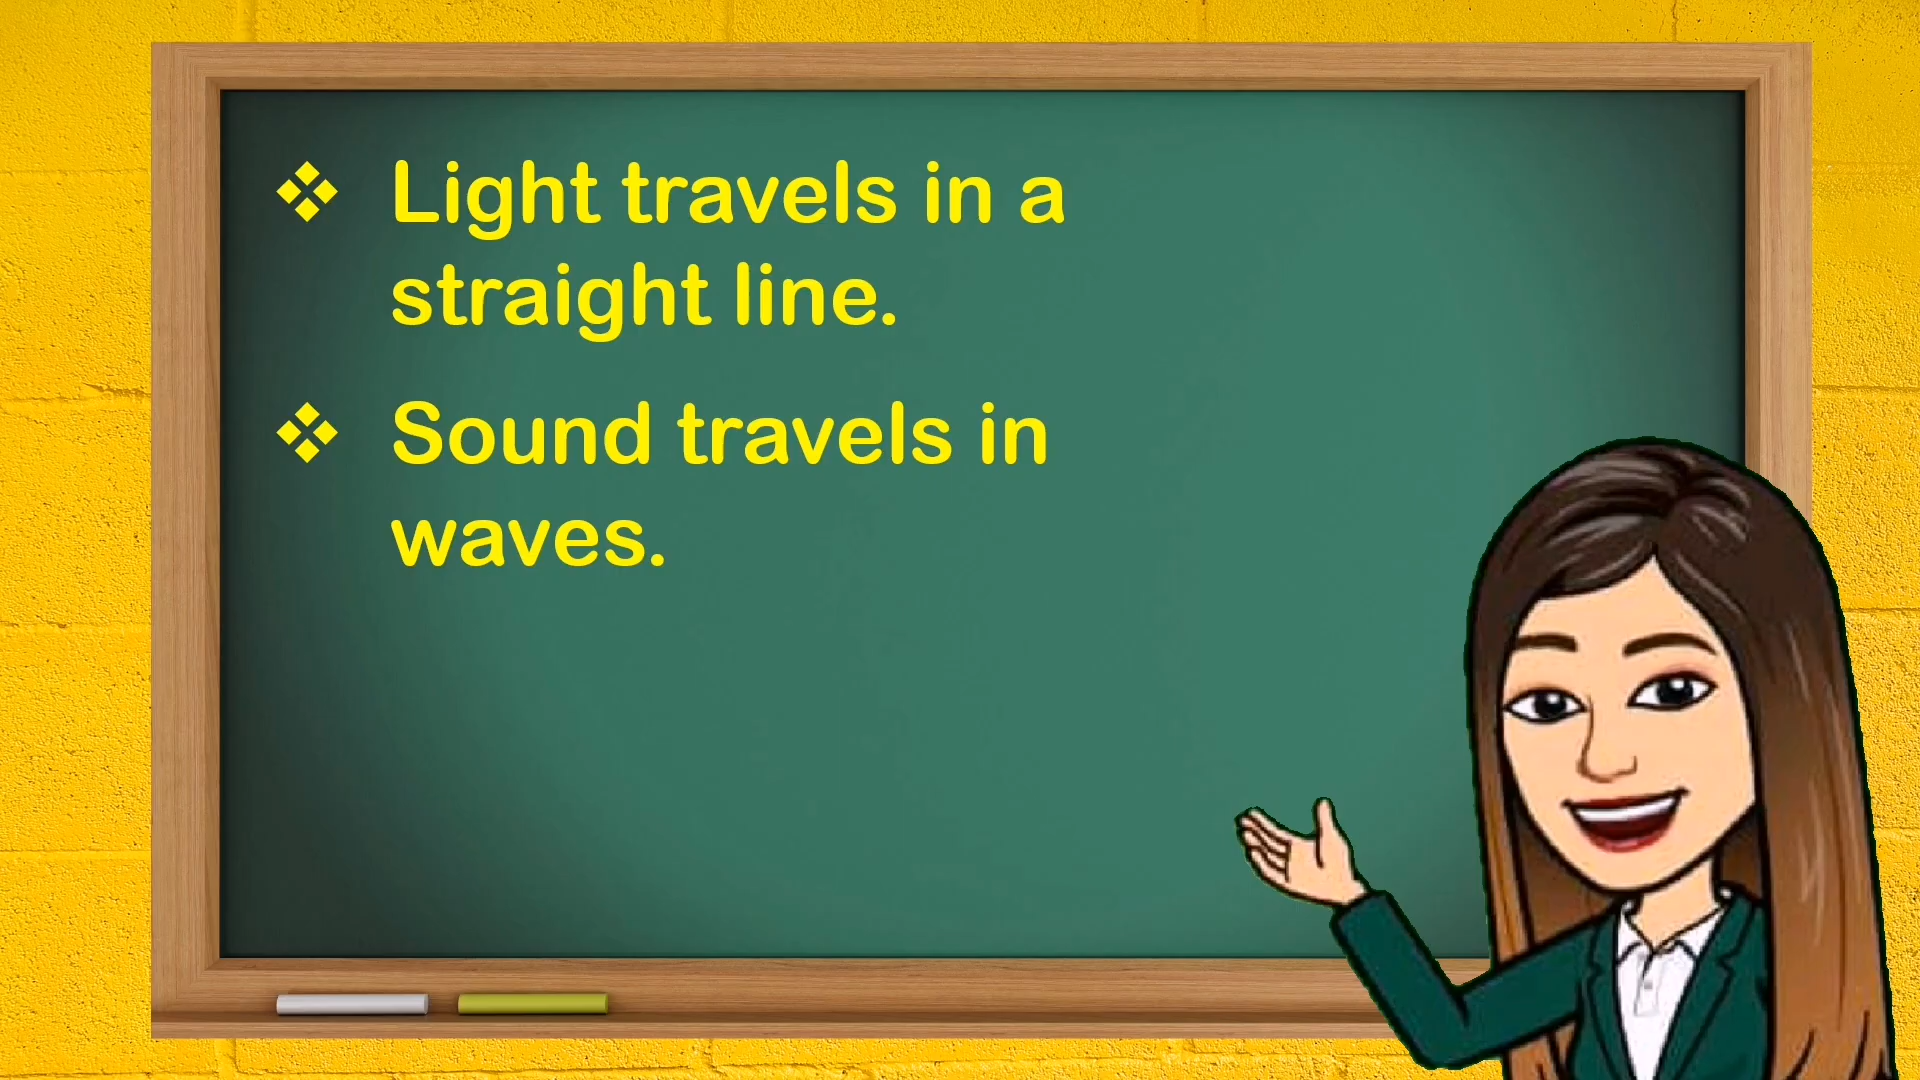 ❖ Light travels in a
straight line.
❖ Sound travels in
waves.